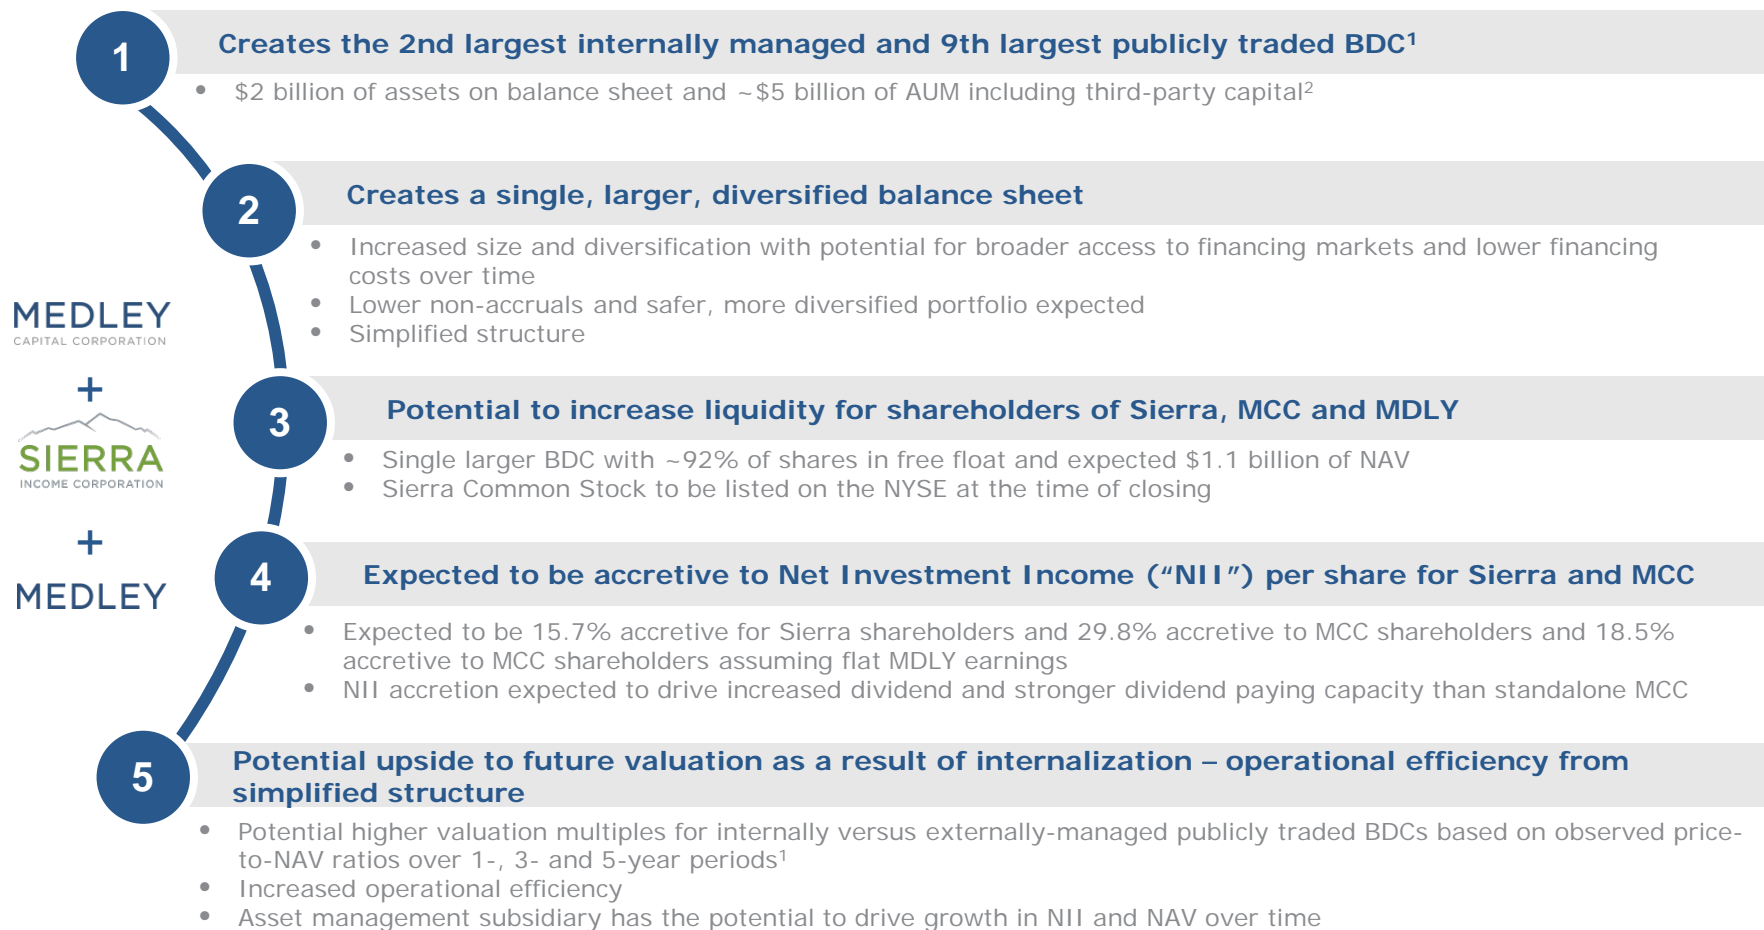 1
Creates the 2nd largest internally managed and 9th largest publicly traded BDC¹
• $2 billion of assets on balance sheet and ~$5 billion of AUM including third-party capital²
2
Creates a single, larger, diversified balance sheet
• Increased size and diversification with potential for broader access to financing markets and lower financing
costs over time
• Lower non-accruals and safer, more diversified portfolio expected
• Simplified structure
MEDLEY
CAPITAL CORPORATION
+
SIERRA
INCOME CORPORATION
+
MEDLEY
3
Potential to increase liquidity for shareholders of Sierra, MCC and MDLY
• Single larger BDC with ~92% of shares in free float and expected $1.1 billion of NAV
• Sierra Common Stock to be listed on the NYSE at the time of closing
4
Expected to be accretive to Net Investment Income (“NII”) per share for Sierra and MCC
• Expected to be 15.7% accretive for Sierra shareholders and 29.8% accretive to MCC shareholders and 18.5%
accretive to MCC shareholders assuming flat MDLY earnings
• NII accretion expected to drive increased dividend and stronger dividend paying capacity than standalone MCC
5
Potential upside to future valuation as a result of internalization – operational efficiency from
simplified structure
• Potential higher valuation multiples for internally versus externally-managed publicly traded BDCs based on observed price-
to-NAV ratios over 1-, 3- and 5-year periods¹
• Increased operational efficiency
• Asset management subsidiary has the potential to drive growth in NII and NAV over time